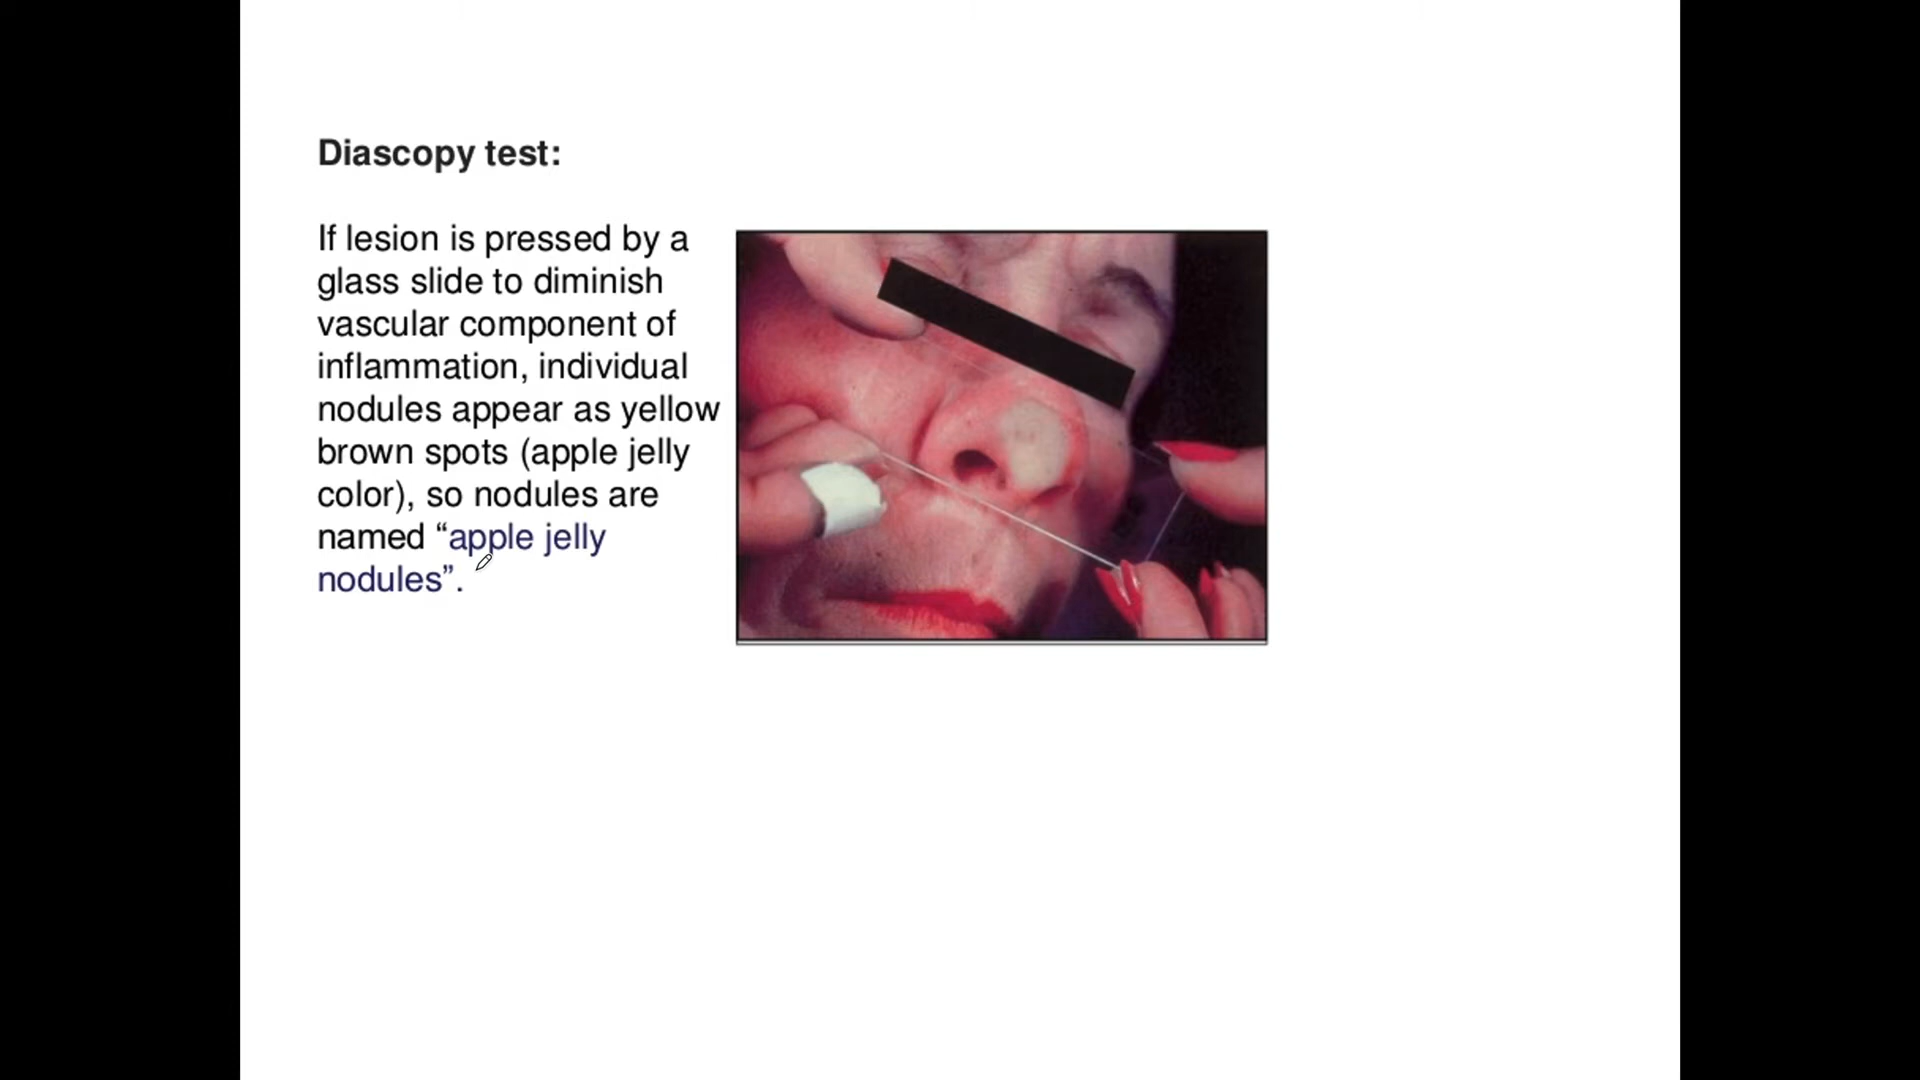 Diascopy test:
If lesion is pressed by a
glass slide to diminish
vascular component of
inflammation, individual
nodules appear as yellow
brown spots (apple jelly
color), so nodules are
named “apple jelly
nodules”.